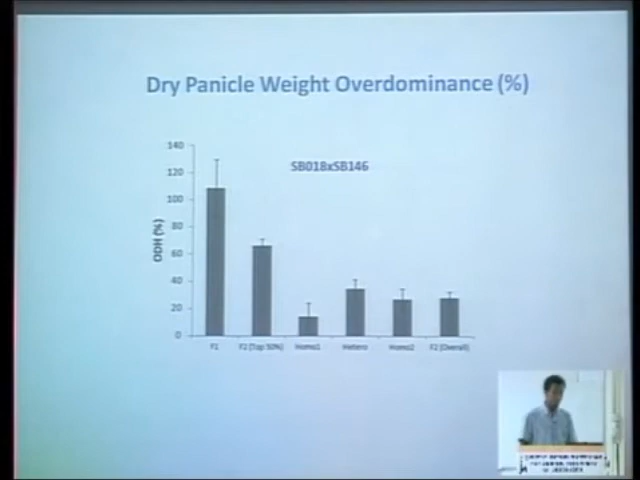 Dry Panicle Weight Overdominance (%)
SB018xSB146
ODH (%)
140
120
100
80
60
40
20
0
F1
F2 (Top 50%)
Homo1
Hetero
Homo2
F2 (Overall)